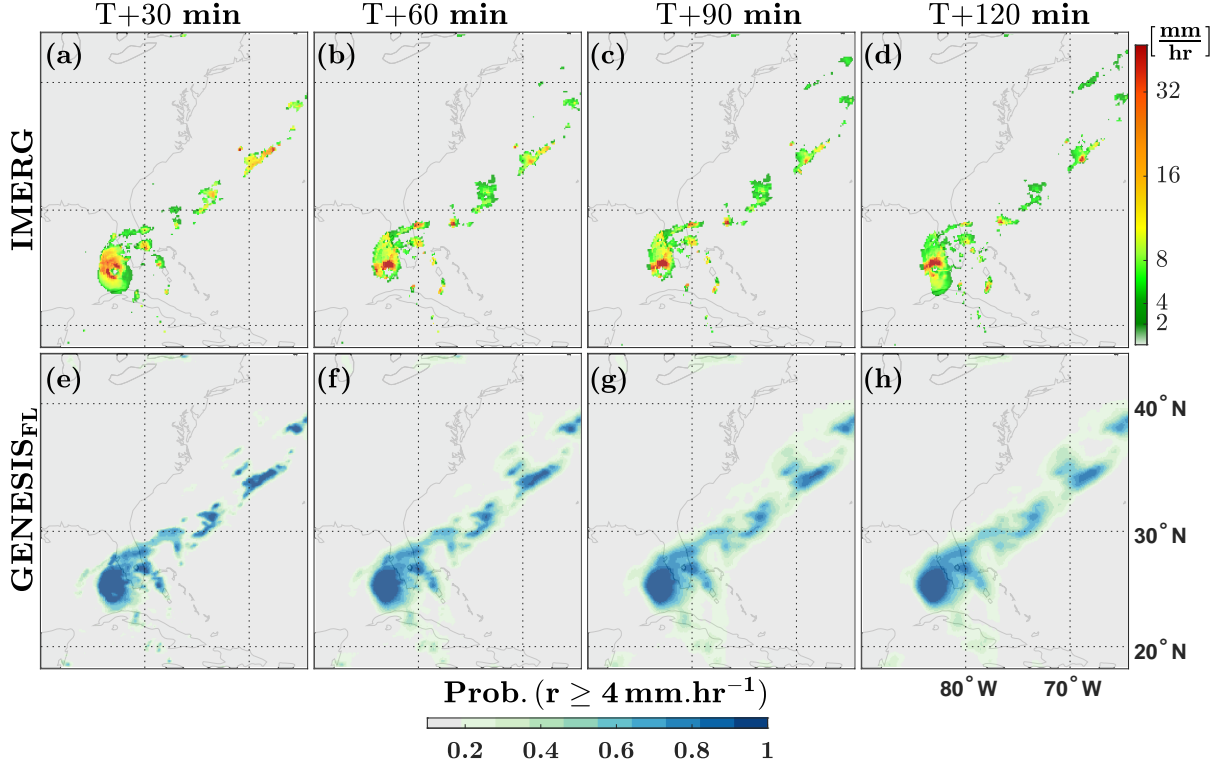 T+30 min T+60 min T+90 min T+120 min
(a) (b) (c) (d)
[mm/hr]
32
16
8
4
2
IMERG
(e) (f) (g) (h)
GENESIS_FL
40°N
30°N
20°N
80°W 70°W
Prob. (r ≥ 4 mm.hr⁻¹)
0.2 0.4 0.6 0.8 1